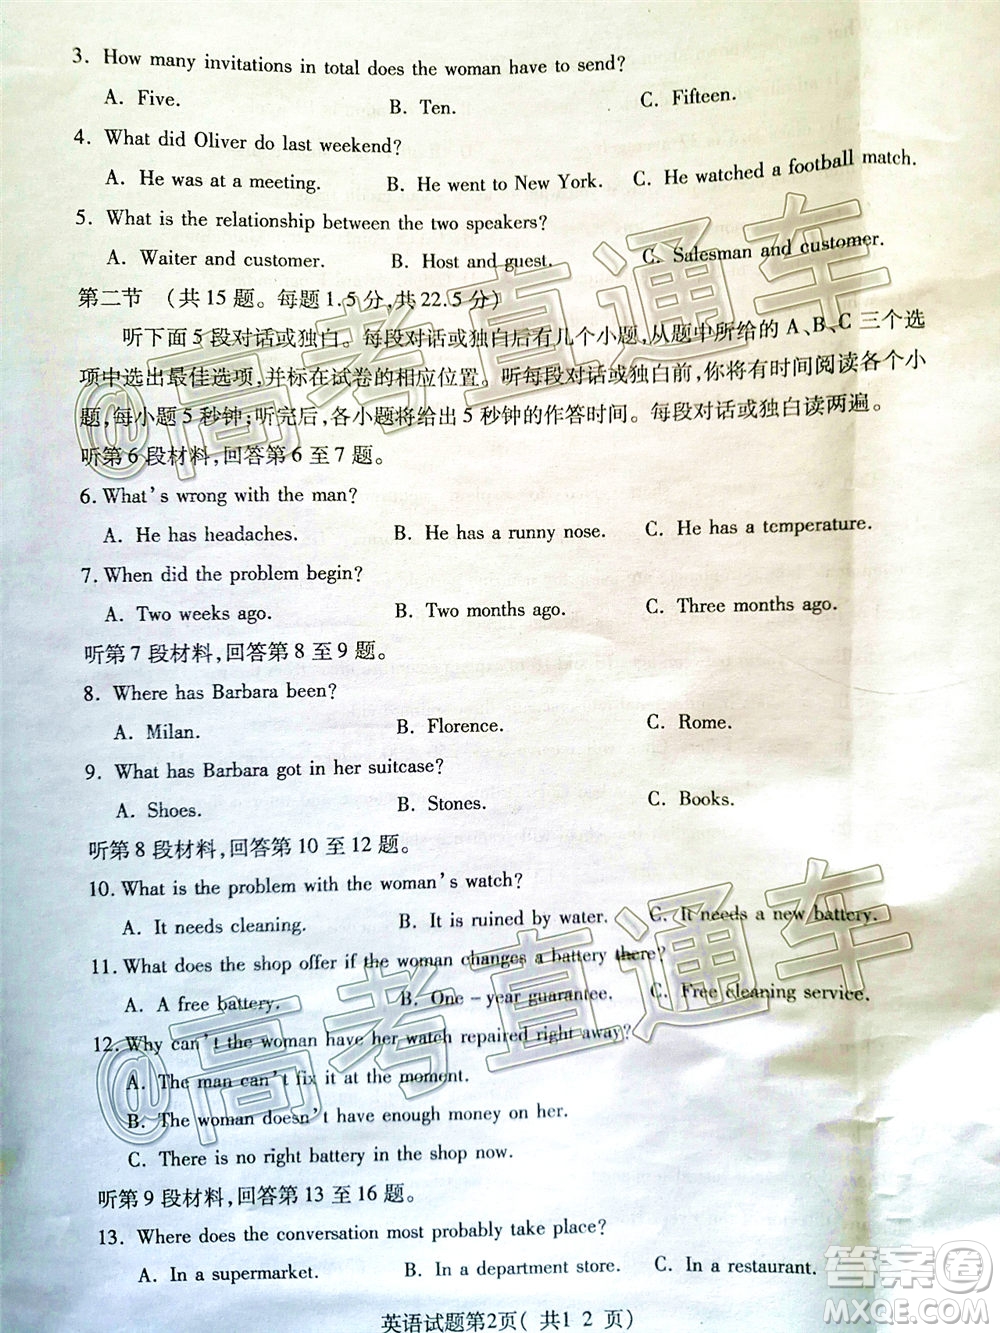 3. How many invitations in total does the woman have to send?
A. Five. B. Ten. C. Fifteen.
4. What did Oliver do last weekend?
A. He was at a meeting. B. He went to New York. C. He watched a football match.
5. What is the relationship between the two speakers?
A. Waiter and customer. B. Host and guest. C. Salesman and customer.
第二节 (共15题。每题1.5分,共22.5分)
听下面5段对话或独白。每段对话或独白后有几个小题,从题中所给的A、B、C三个选
项中选出最佳选项,并标在试卷的相应位置。听每段对话或独白前,你将有时间阅读各个小
题,每小题5秒钟;听完后,各小题将给出5秒钟的作答时间。每段对话或独白读两遍。
听第6段材料,回答第6至7题。
6. What's wrong with the man?
A. He has headaches. B. He has a runny nose. C. He has a temperature.
7. When did the problem begin?
A. Two weeks ago. B. Two months ago. C. Three months ago.
听第7段材料,回答第8至9题。
8. Where has Barbara been?
A. Milan. B. Florence. C. Rome.
9. What has Barbara got in her suitcase?
A. Shoes. B. Stones. C. Books.
听第8段材料,回答第10至12题。
10. What is the problem with the woman's watch?
A. It needs cleaning. B. It is ruined by water. C. It needs a new battery.
11. What does the shop offer if the woman changes a battery there?
A. A free battery. B. One-year guarantee. C. Free cleaning service.
12. Why can't the woman have her watch repaired right away?
A. The man can't fix it at the moment.
B. The woman doesn't have enough money on her.
C. There is no right battery in the shop now.
听第9段材料,回答第13至16题。
13. Where does the conversation most probably take place?
A. In a supermarket. B. In a department store. C. In a restaurant.
英语试题第2页(共1 2 页)
@高考直通车
@高考直通车
答案圈
MXQE.COM